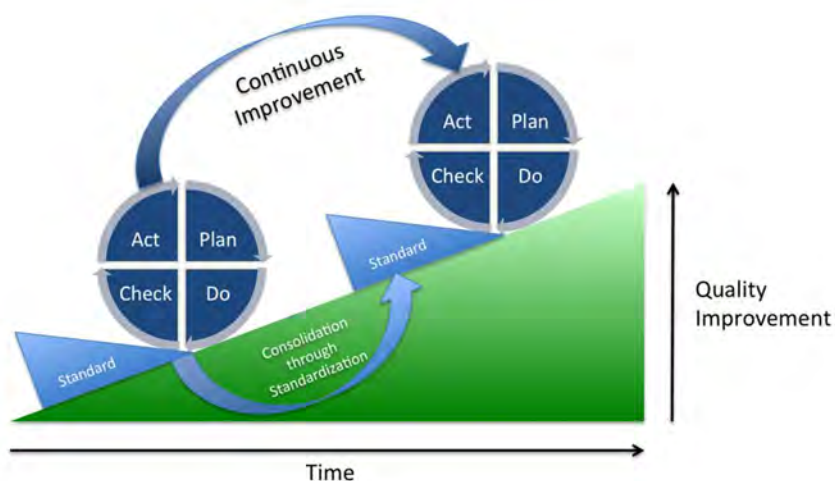 Continuous
Improvement
Act
Plan
Check
Do
Standard
Act
Plan
Check
Do
Standard
Consolidation
through
Standardization
Quality
Improvement
Time